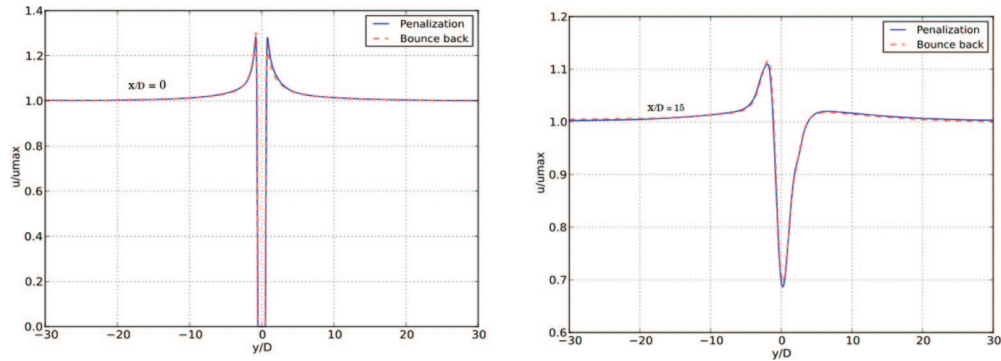 1.4
1.2
1.0
0.8
0.6
0.4
0.2
0.0
u/umax
x/D = 0
Penalization
Bounce back
−30
−20
−10
0
10
20
30
y/D
1.2
1.1
1.0
0.9
0.8
0.7
0.6
u/umax
X/D = 15
Penalization
Bounce back
−30
−20
−10
0
10
20
30
y/D